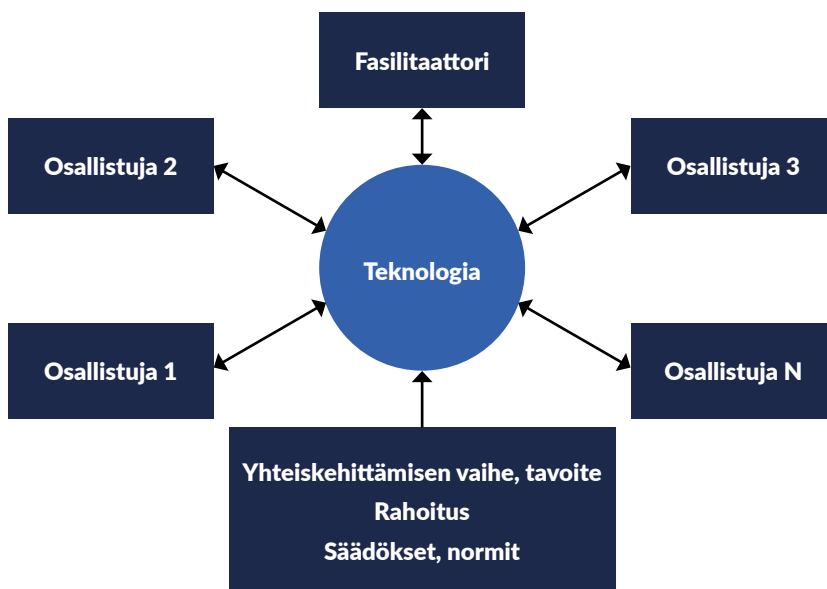 Fasilitaattori
Osallistuja 2
Osallistuja 3
Teknologia
Osallistuja 1
Osallistuja N
Yhteiskehittämisen vaihe, tavoite
Rahoitus
Säädökset, normit